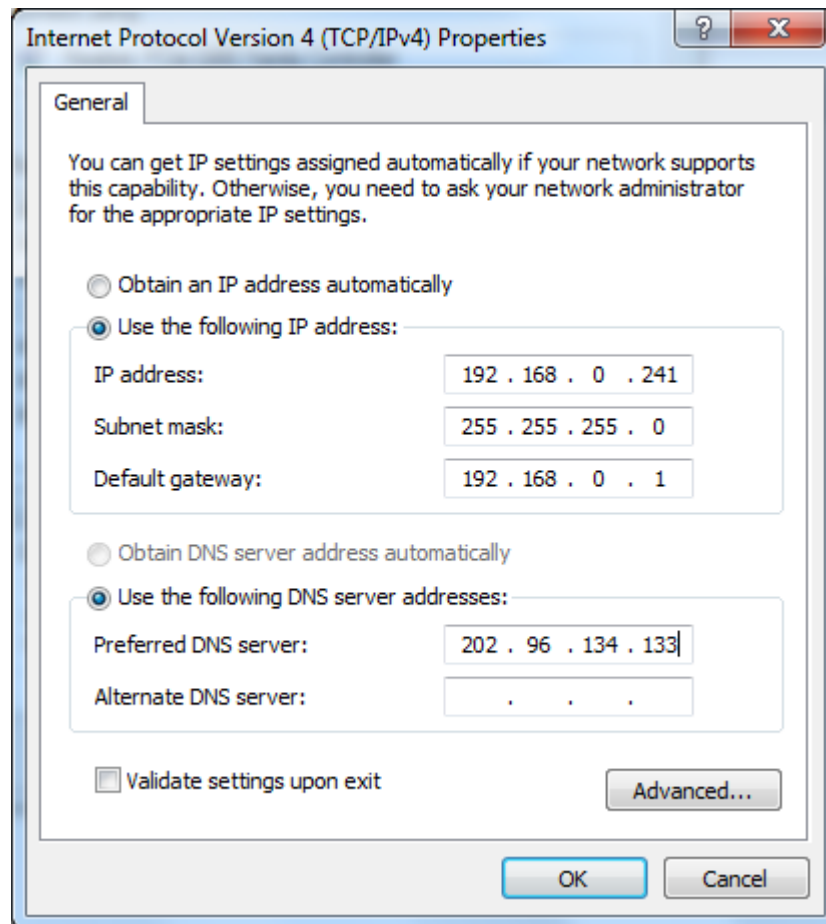 Internet Protocol Version 4 (TCP/IPv4) Properties
General
You can get IP settings assigned automatically if your network supports
this capability. Otherwise, you need to ask your network administrator
for the appropriate IP settings.
Obtain an IP address automatically
Use the following IP address:
IP address: 192 . 168 . 0 . 241
Subnet mask: 255 . 255 . 255 . 0
Default gateway: 192 . 168 . 0 . 1
Obtain DNS server address automatically
Use the following DNS server addresses:
Preferred DNS server: 202 . 96 . 134 . 133
Alternate DNS server: . . .
Validate settings upon exit
Advanced...
OK Cancel